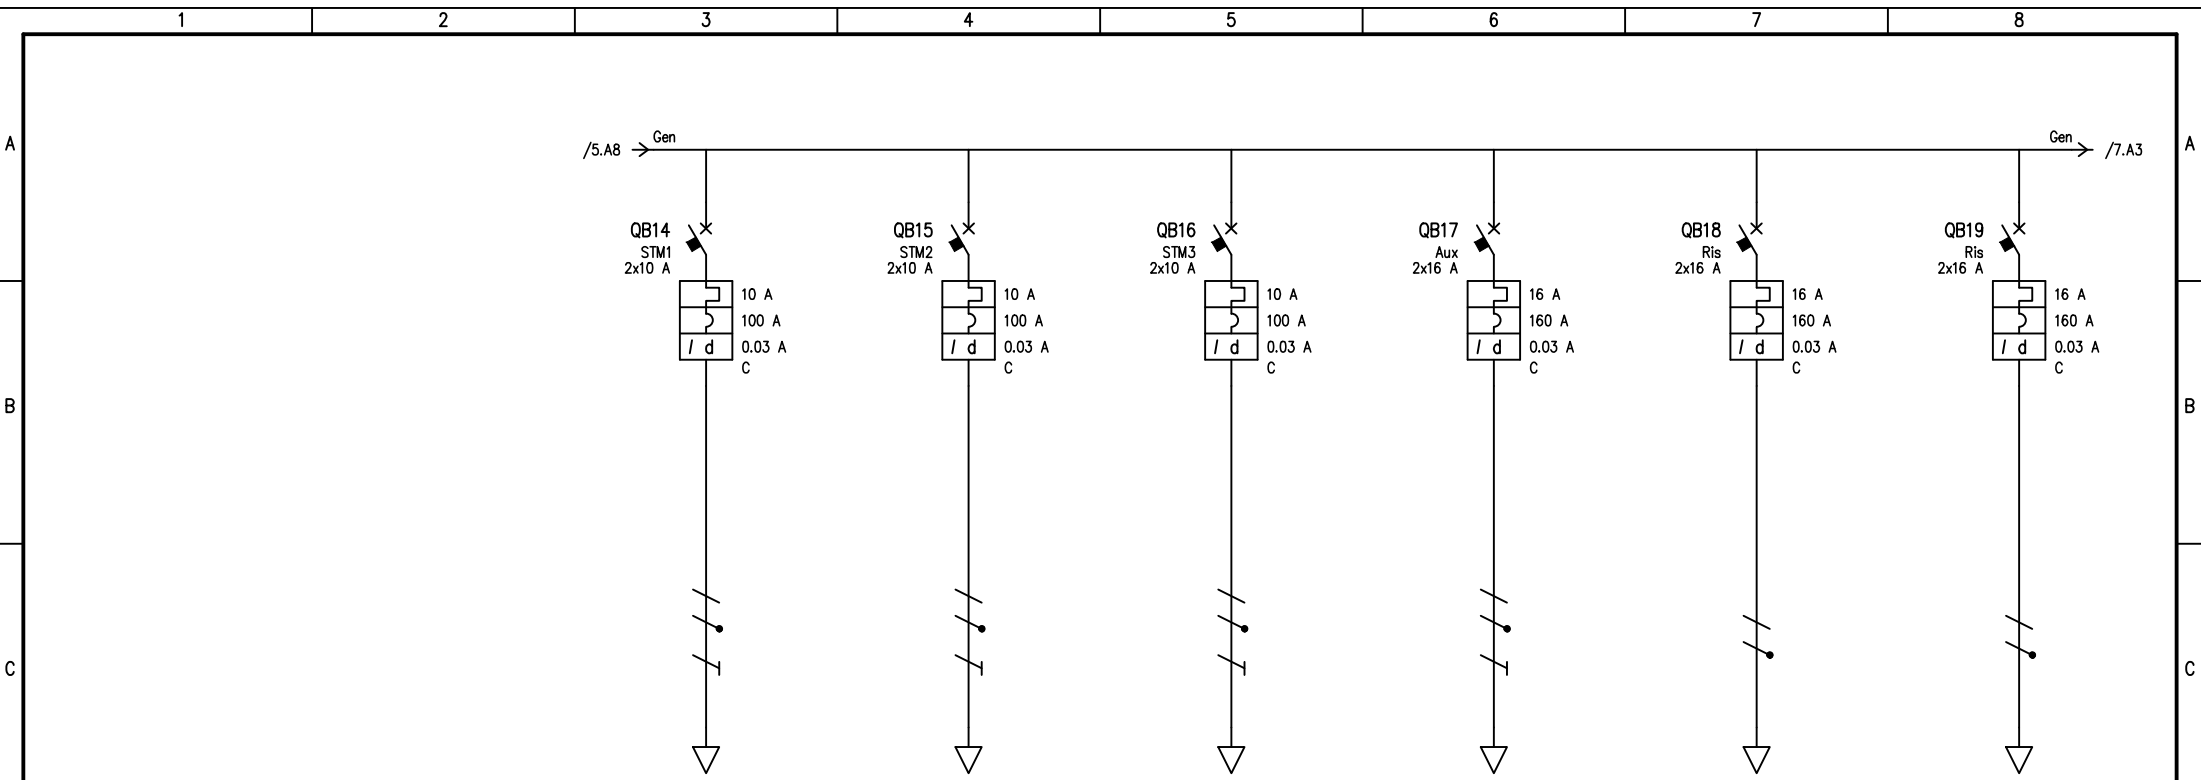 1 2 3 4 5 6 7 8
A A
Gen Gen
/5.A8 /7.A3
QB14 QB15 QB16 QB17 QB18 QB19
STM1 STM2 STM3 Aux Ris Ris
2x10 A 2x10 A 2x10 A 2x16 A 2x16 A 2x16 A
10 A 10 A 10 A 16 A 16 A 16 A
100 A 100 A 100 A 160 A 160 A 160 A
I d 0.03 A I d 0.03 A I d 0.03 A I d 0.03 A I d 0.03 A I d 0.03 A
C C C C C C
B B
C C